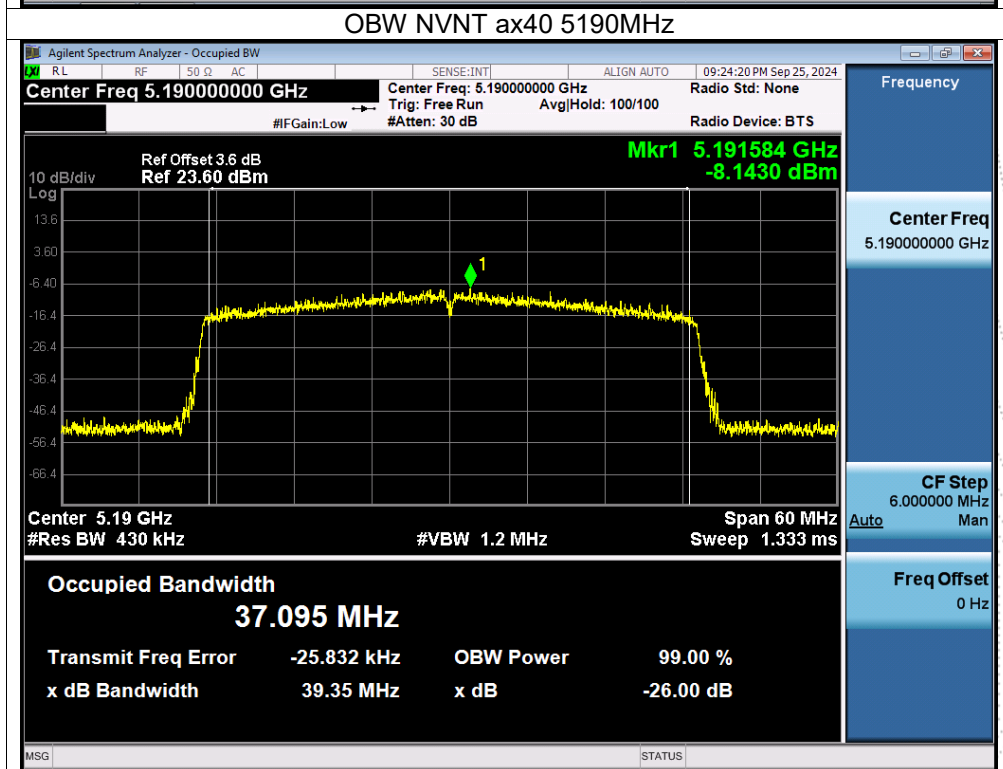 OBW NVNT ax40 5190MHz
Agilent Spectrum Analyzer - Occupied BW
LXI RL RF 50 Ω AC SENSE:INT ALIGN AUTO 09:24:20 PM Sep 25, 2024
Center Freq 5.190000000 GHz
Center Freq: 5.190000000 GHz Radio Std: None
Trig: Free Run Avg|Hold: 100/100
#IFGain:Low #Atten: 30 dB Radio Device: BTS
Frequency
Mkr1 5.191584 GHz
-8.1430 dBm
Ref Offset 3.6 dB
10 dB/div Ref 23.60 dBm
Log
13.6
3.60
-6.40
-16.4
-26.4
-36.4
-46.4
-56.4
-66.4
1
Center 5.19 GHz Span 60 MHz
#Res BW 430 kHz #VBW 1.2 MHz Sweep 1.333 ms
Center Freq
5.190000000 GHz
CF Step
6.000000 MHz
Auto Man
Freq Offset
0 Hz
Occupied Bandwidth
37.095 MHz
Transmit Freq Error -25.832 kHz OBW Power 99.00 %
x dB Bandwidth 39.35 MHz x dB -26.00 dB
MSG STATUS